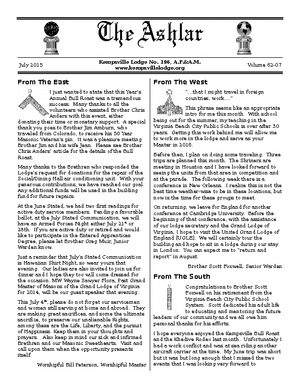 The Ashlar
Kempsville Lodge No. 196, A.F.&A.M.
www.kempsvillelodge.org
July 2015
Volume 62-07
From The East
I just wanted to state that this Year's
Annual Bull Roast was a tremendous
success. Many thanks to all the
volunteers who assisted Brother Chris
Anders with this event, either
donating their time or monetary support. A special
thank you goes to Brother Jim Amburn, who
traveled from Colorado, to receive his 50 Year
Masonic Veteran's pin. It was a pleasure meeting
Brother Jim and his wife Jean. Please see Brother
Chris Anders' article for the details of the Bull
Roast.
Many thanks to the Brethren who responded the
Lodge's request for donations for the repair of the
Social/Dining Hall air conditioning unit. With your
generous contributions, we have reached our goal.
Any additional funds will be used in the building
fund for future repairs.
At the June Stated, we had two first readings for
active duty service members. Pending a favorable
ballot, at the July Stated Communication, we will
have an Entered Apprentice Night, July 21st or
28th. If you are active duty or retired and would
like to participate in the Entered Apprentices
Degree, please let Brother Greg Muir, Junior
Warden know.
Just a reminder that July's Stated Communication
is Hawaiian Shirt Night, so wear yours that
evening. Our ladies are also invited to join us for
dinner and I hope they too will come dressed for
the occasion. MW Wayne Sawyer Flora, Past Grand
Master of Masons of the Grand Lodge of Virginia
for 2014, will be our guest speaker that evening.
This July 4th, please do not forget our servicemen
and women still serving at home and abroad. They
are making great sacrifices, and some the ultimate
sacrifice, to preserve our unalienable Rights,
among these are the Life, Liberty, and the pursuit
of Happiness. Keep them in your thoughts and
prayers. Also keep in mind our sick and infirmed
Brethren and our Masonic Sweethearts. Visit and
call upon them when the opportunity presents
itself!
Worshipful Bill Peterson, Worshipful Master
From The West
"...that I might travel in foreign
countries, work..."
This phrase seems like an appropriate
intro for me this month. With school
being out for the summer, my teaching in the
Virginia Beach City Public Schools is over after 30
years. Getting this work behind me will allow me
to work more in the lodge and serve as your
Master in 2016.
Before then, I plan on doing some traveling. Three
trips are planned this month. The Shriners are
meeting in Houston and I have looked forward to
seeing the units from that area in competition and
at the parade. The following week there is a
conference in New Orleans. I realize this is not the
best time weather-wise to be in these locations, but
now is the time for these groups to meet.
On returning, we leave for England for another
conference at Cambridge University. Before the
beginning of that conference, with the assistance
of our lodge secretary and the Grand Lodge of
Virginia, I hope to visit the United Grand Lodge of
England (UGLE). We will certainly tour the
building and hope to sit in a lodge during our stay
in London. You can expect me to "return and
report" in August.
Brother Scott Forwell, Senior Warden
From The South
Congratulations to Brother Scott
Forwell on his retirement from the
Virginia Beach City Public School
System. Scott dedicated his adult life
to educating and mentoring the future
leaders of our community and we all owe him
personal thanks for his efforts.
I hope everyone enjoyed the Kempsville Bull Roast
and the Khedive Rodeo last month. Unfortunately I
had a work conflict and was at sea riding another
aircraft carrier at the time. My June trip was short
but it was but long enough that I missed the two
events that I was looking very forward to